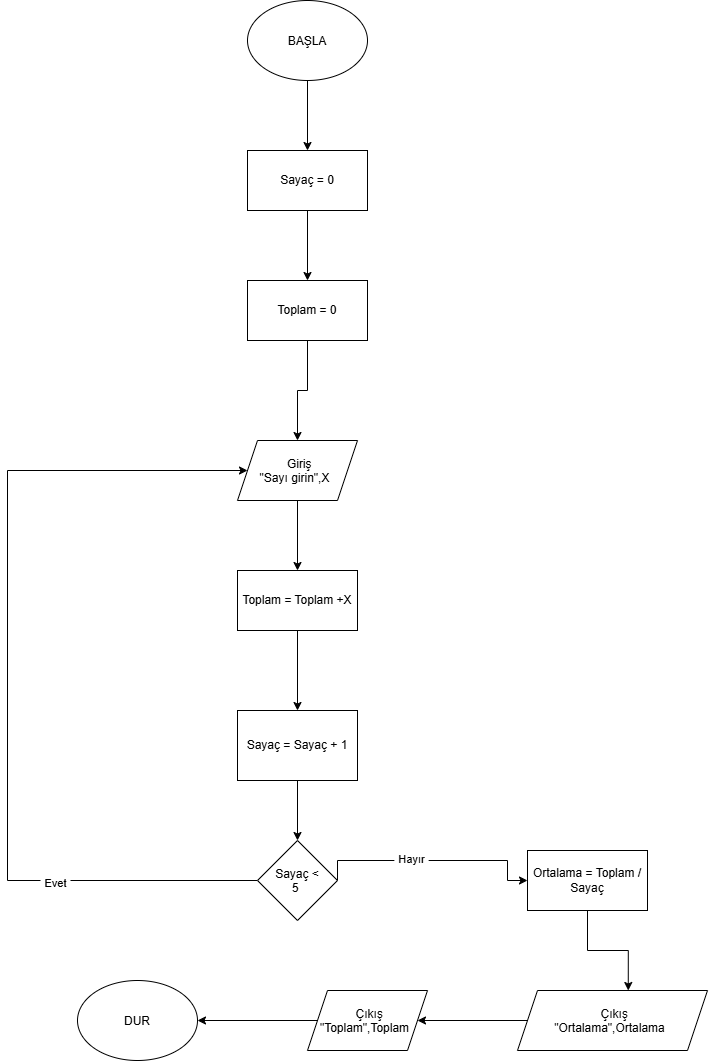 BAŞLA
Sayaç = 0
Toplam = 0
Giriş
"Sayı girin",X
Toplam = Toplam +X
Sayaç = Sayaç + 1
Sayaç <
5
Evet
Hayır
Ortalama = Toplam /
Sayaç
Çıkış
"Ortalama",Ortalama
Çıkış
"Toplam",Toplam
DUR